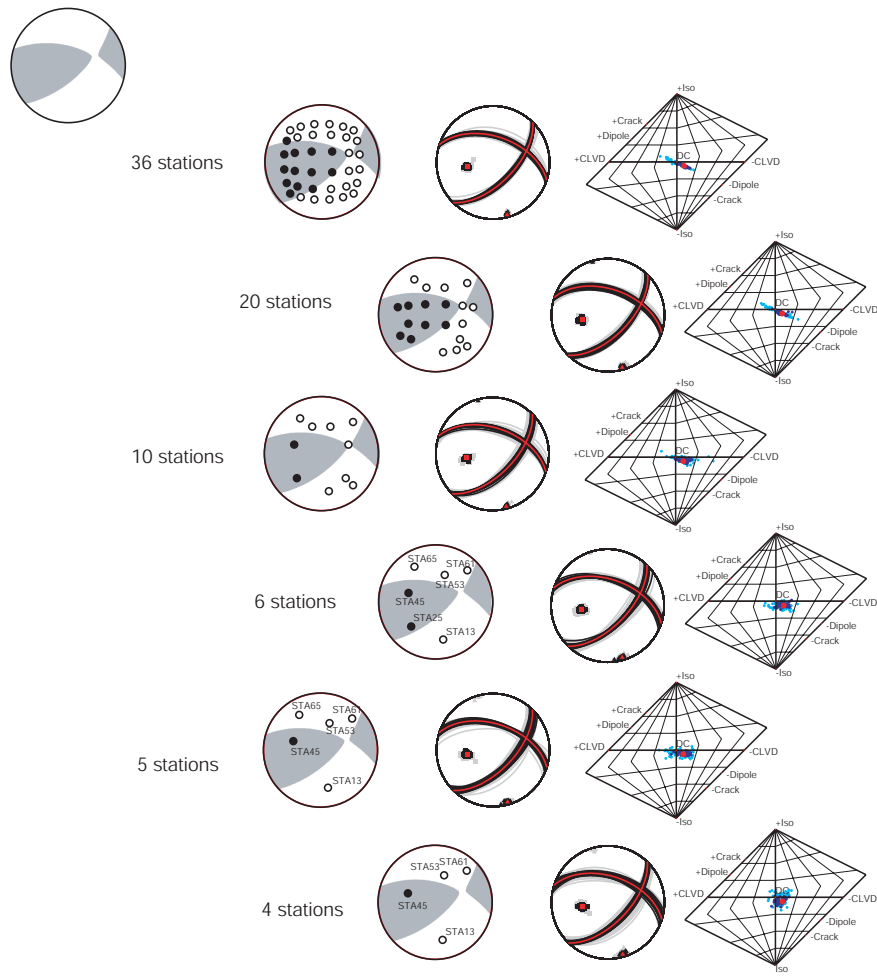 +Iso
+Crack
+Dipole
36 stations
+CLVD
DC
-CLVD
-Dipole
-Crack
-Iso
+Iso
+Crack
+Dipole
20 stations
+CLVD
DC
-CLVD
-Dipole
-Crack
-Iso
+Iso
+Crack
+Dipole
10 stations
+CLVD
DC
-CLVD
-Dipole
-Crack
-Iso
+Iso
STA65
STA61
+Crack
STA53
+Dipole
6 stations
STA45
+CLVD
DC
-CLVD
STA25
-Dipole
STA13
-Crack
-Iso
+Iso
STA65
STA61
+Crack
STA53
+Dipole
5 stations
STA45
+CLVD
DC
-CLVD
STA13
-Dipole
-Crack
-Iso
+Iso
STA53
STA61
+Crack
+Dipole
4 stations
STA45
+CLVD
DC
-CLVD
-Dipole
STA13
-Crack
Iso